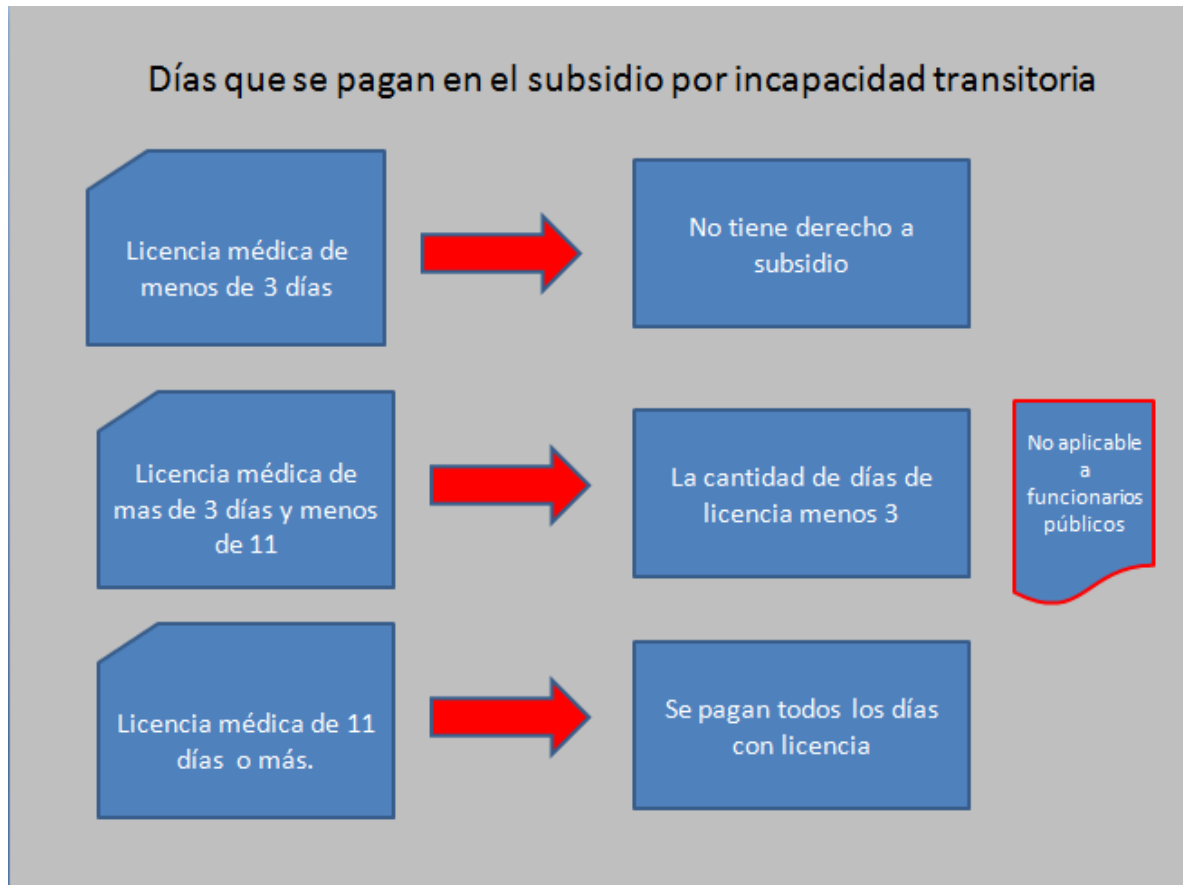 Días que se pagan en el subsidio por incapacidad transitoria
Licencia médica de
menos de 3 días
No tiene derecho a
subsidio
Licencia médica de
mas de 3 días y menos
de 11
La cantidad de días de
licencia menos 3
No aplicable
a
funcionarios
públicos
Licencia médica de 11
días o más.
Se pagan todos los días
con licencia